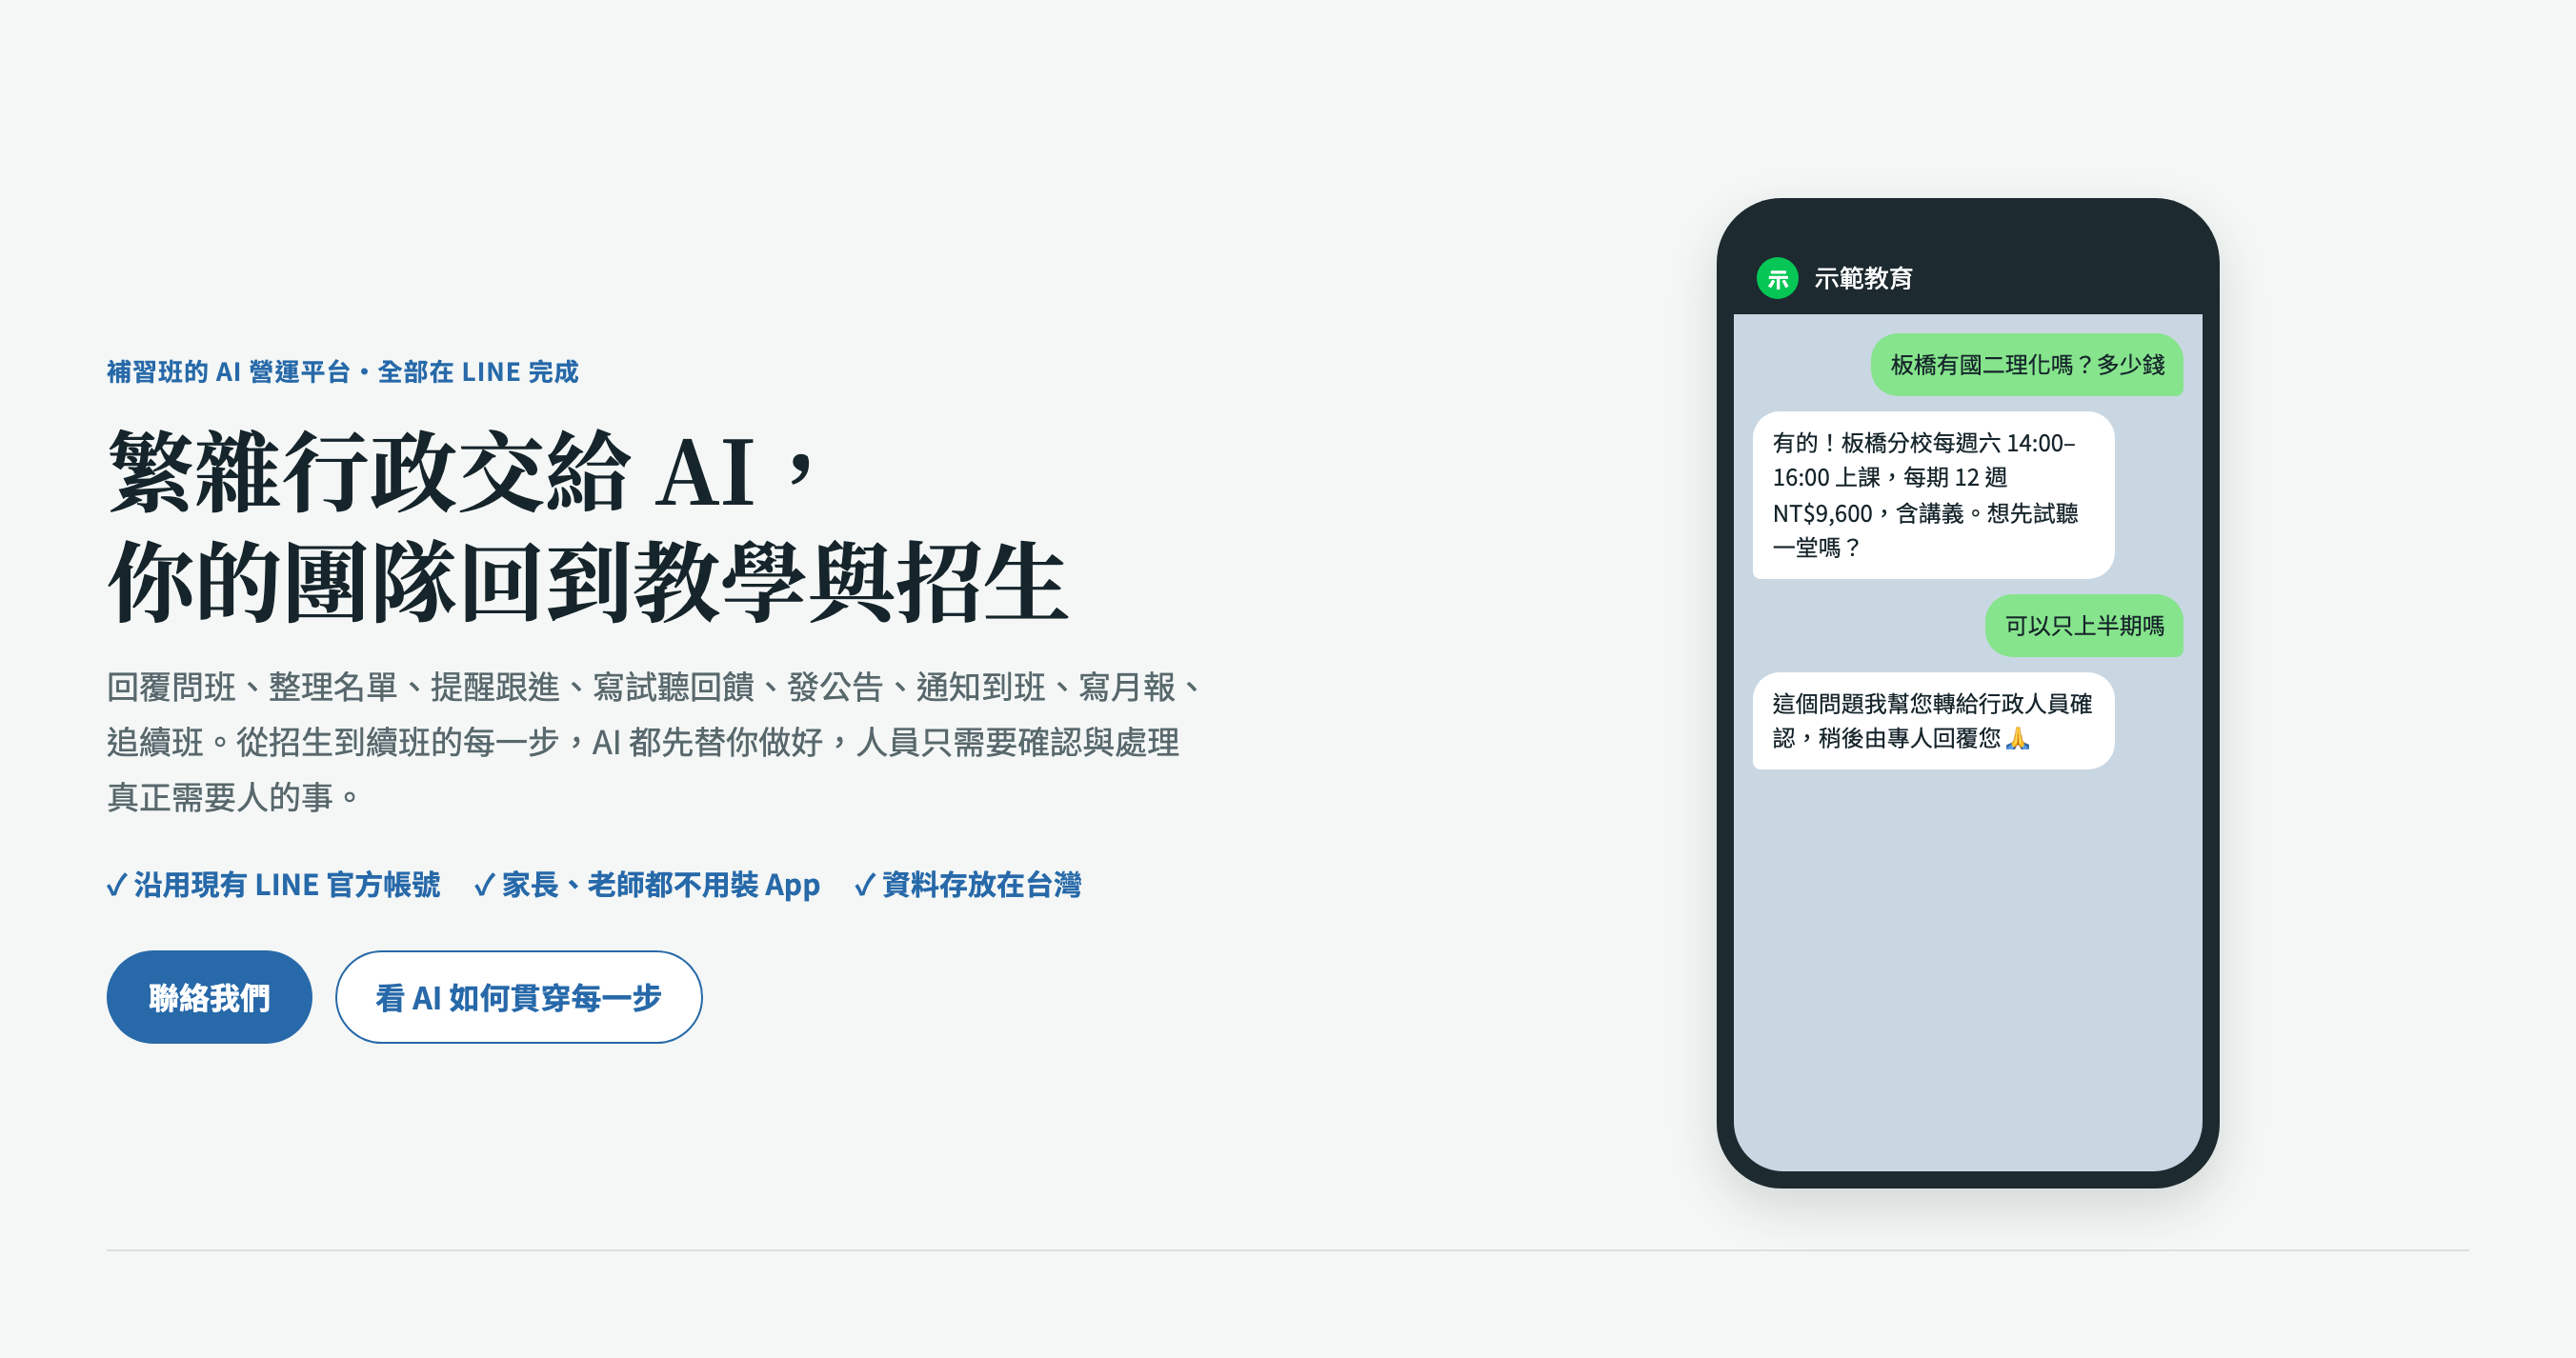 補習班的 AI 營運平台・全部在 LINE 完成
繁雜行政交給 AI，
你的團隊回到教學與招生
回覆問班、整理名單、提醒跟進、寫試聽回饋、發公告、通知到班、寫月報、
追續班。從招生到續班的每一步，AI 都先替你做好，人員只需要確認與處理
真正需要人的事。
✓ 沿用現有 LINE 官方帳號 ✓ 家長、老師都不用裝 App ✓ 資料存放在台灣
聯絡我們
看 AI 如何貫穿每一步
示 示範教育
板橋有國二理化嗎？多少錢
有的！板橋分校每週六 14:00–
16:00 上課，每期 12 週
NT$9,600，含講義。想先試聽
一堂嗎？
可以只上半期嗎
這個問題我幫您轉給行政人員確
認，稍後由專人回覆您🙏